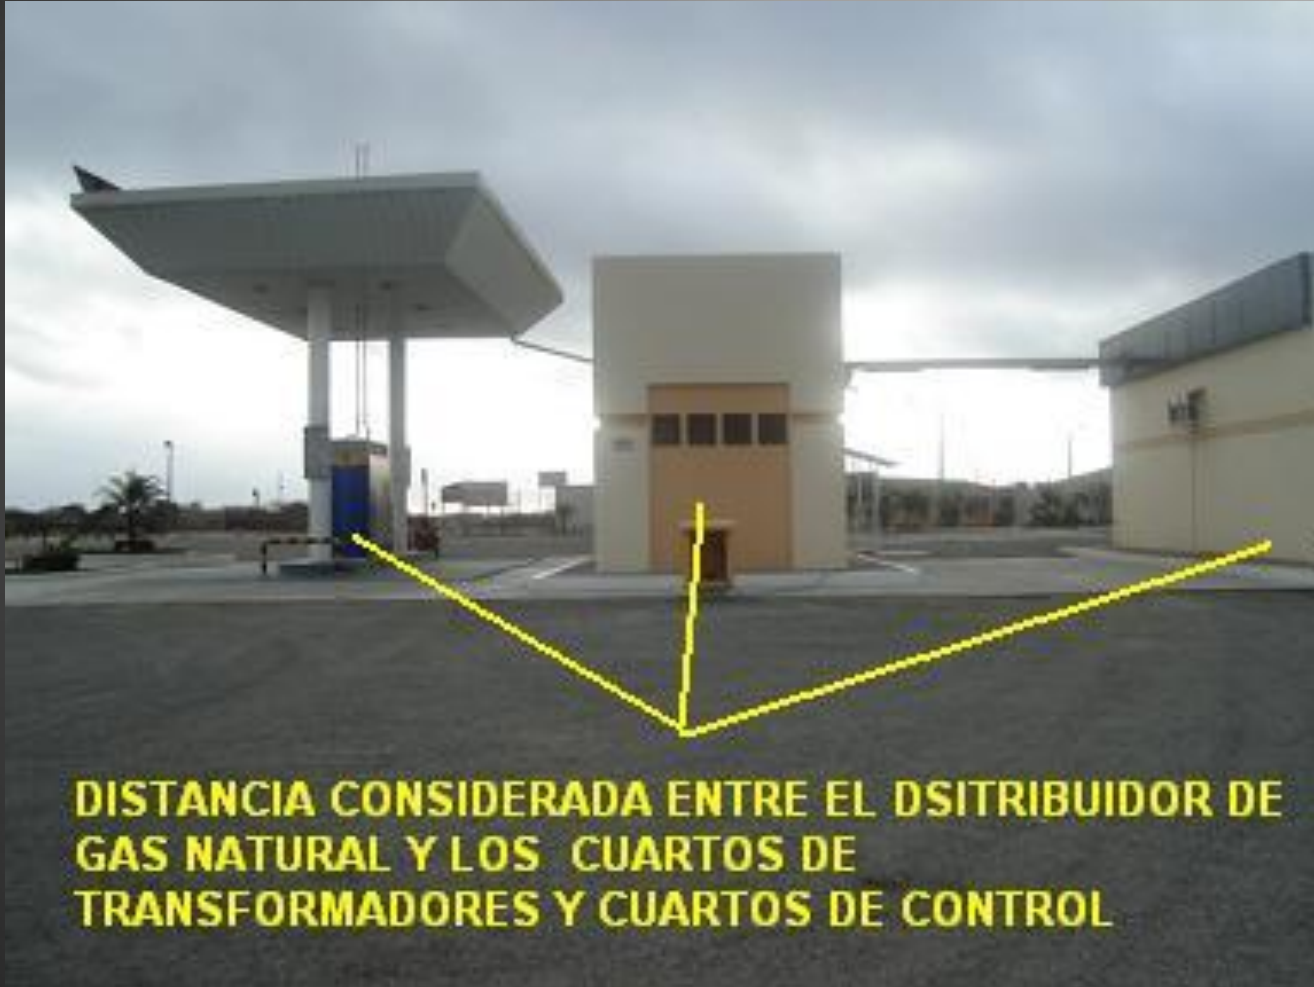 DISTANCIA CONSIDERADA ENTRE EL DSITRIBUIDOR DE
GAS NATURAL Y LOS CUARTOS DE
TRANSFORMADORES Y CUARTOS DE CONTROL